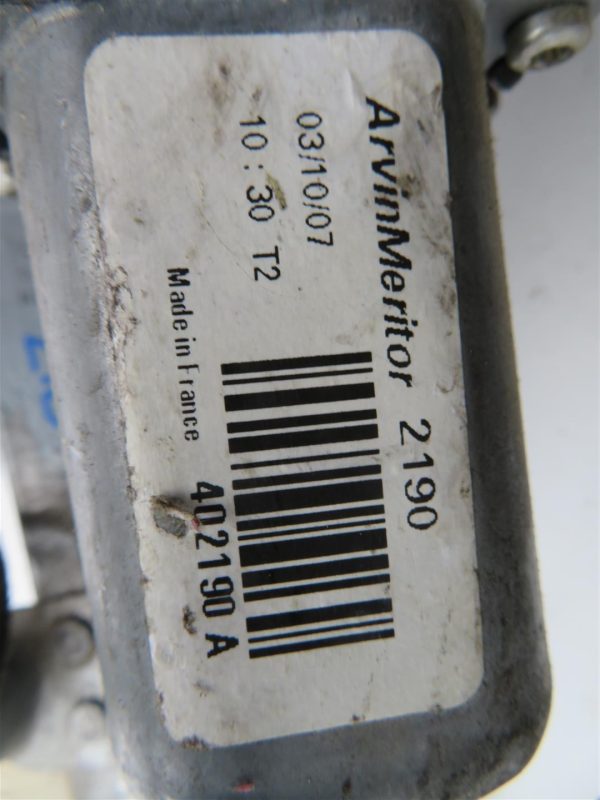 ArvinMeritor 2190
03/10/07
10 : 30 T2
402190 A
Made in France